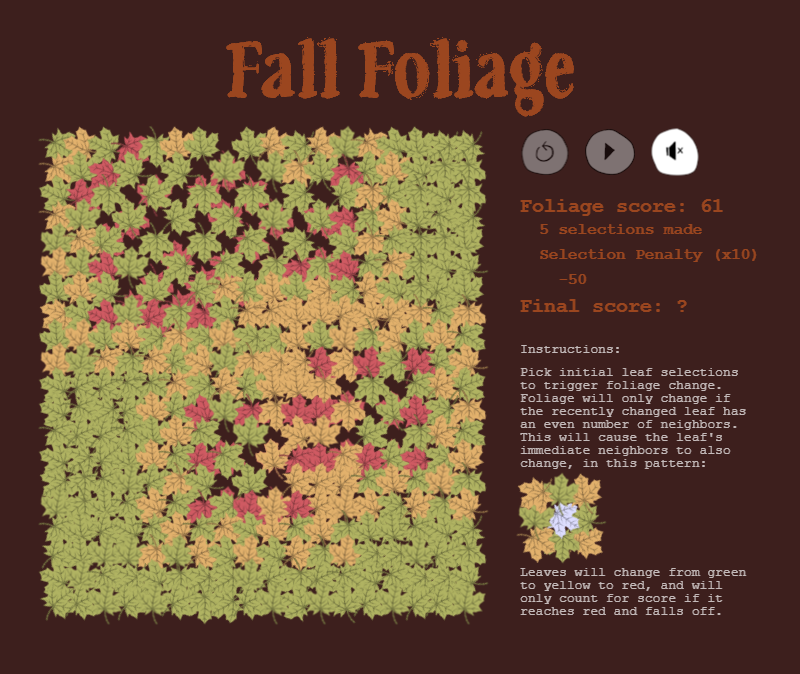 Fall Foliage
Foliage score: 61
5 selections made
Selection Penalty (x10)
-50
Final score: ?
Instructions:
Pick initial leaf selections
to trigger foliage change.
Foliage will only change if
the recently changed leaf has
an even number of neighbors.
This will cause the leaf's
immediate neighbors to also
change, in this pattern:
Leaves will change from green
to yellow to red, and will
only count for score if it
reaches red and falls off.